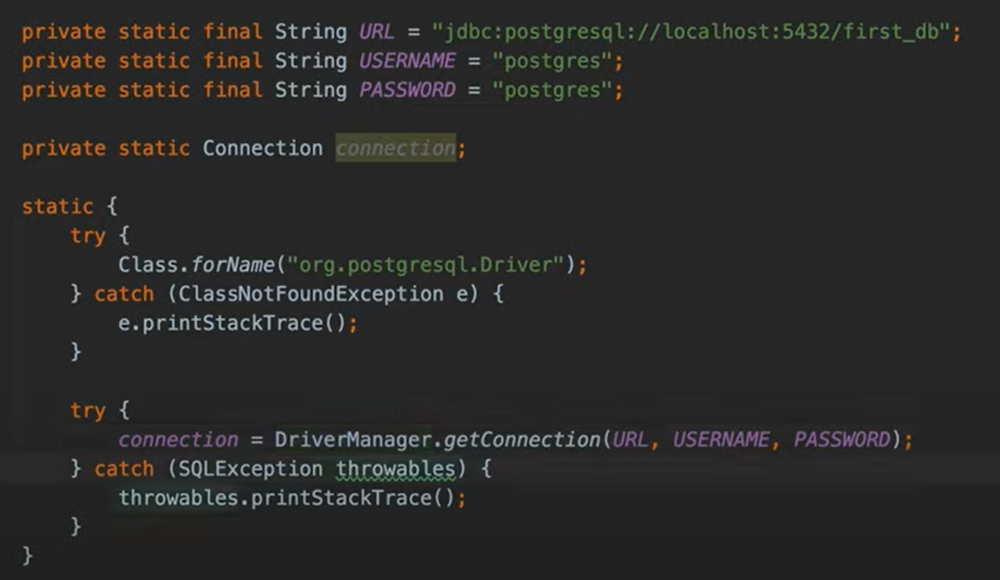 private static final String URL = "jdbc:postgresql://localhost:5432/first_db";
private static final String USERNAME = "postgres";
private static final String PASSWORD = "postgres";
private static Connection connection;
static {
try {
Class.forName("org.postgresql.Driver");
} catch (ClassNotFoundException e) {
e.printStackTrace();
}
try {
connection = DriverManager.getConnection(URL, USERNAME, PASSWORD);
} catch (SQLException throwables) {
throwables.printStackTrace();
}
}